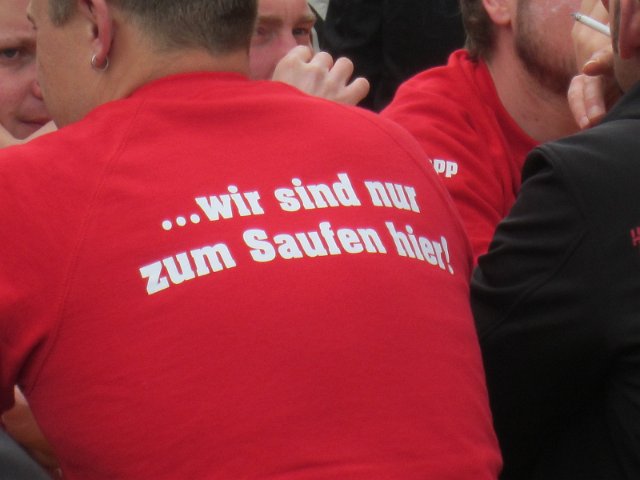 ...wir sind nur
zum Saufen hier!